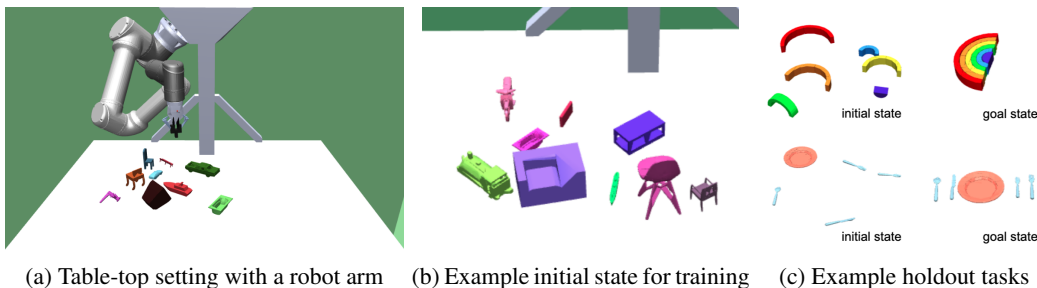 initial state
goal state
initial state
goal state
(a) Table-top setting with a robot arm
(b) Example initial state for training
(c) Example holdout tasks